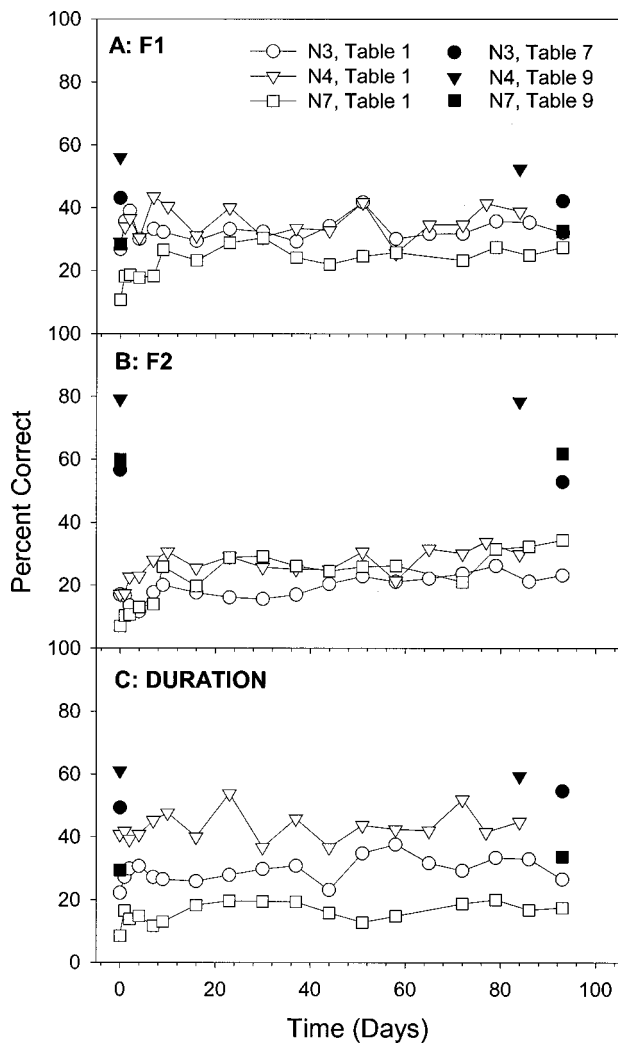 100
A: F1
N3, Table 1
N3, Table 7
80
N4, Table 1
N4, Table 9
N7, Table 1
N7, Table 9
60
40
20
100
B: F2
80
60
40
20
100
C: DURATION
80
60
40
20
0
Percent Correct
0
20
40
60
80
100
Time (Days)